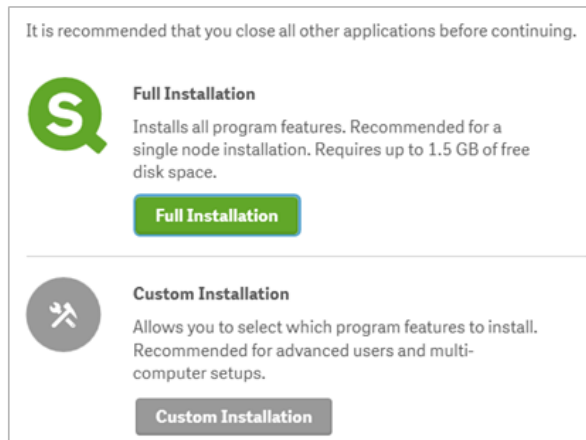 It is recommended that you close all other applications before continuing.
S
Full Installation
Installs all program features. Recommended for a
single node installation. Requires up to 1.5 GB of free
disk space.
Full Installation
Custom Installation
Allows you to select which program features to install.
Recommended for advanced users and multi-
computer setups.
Custom Installation